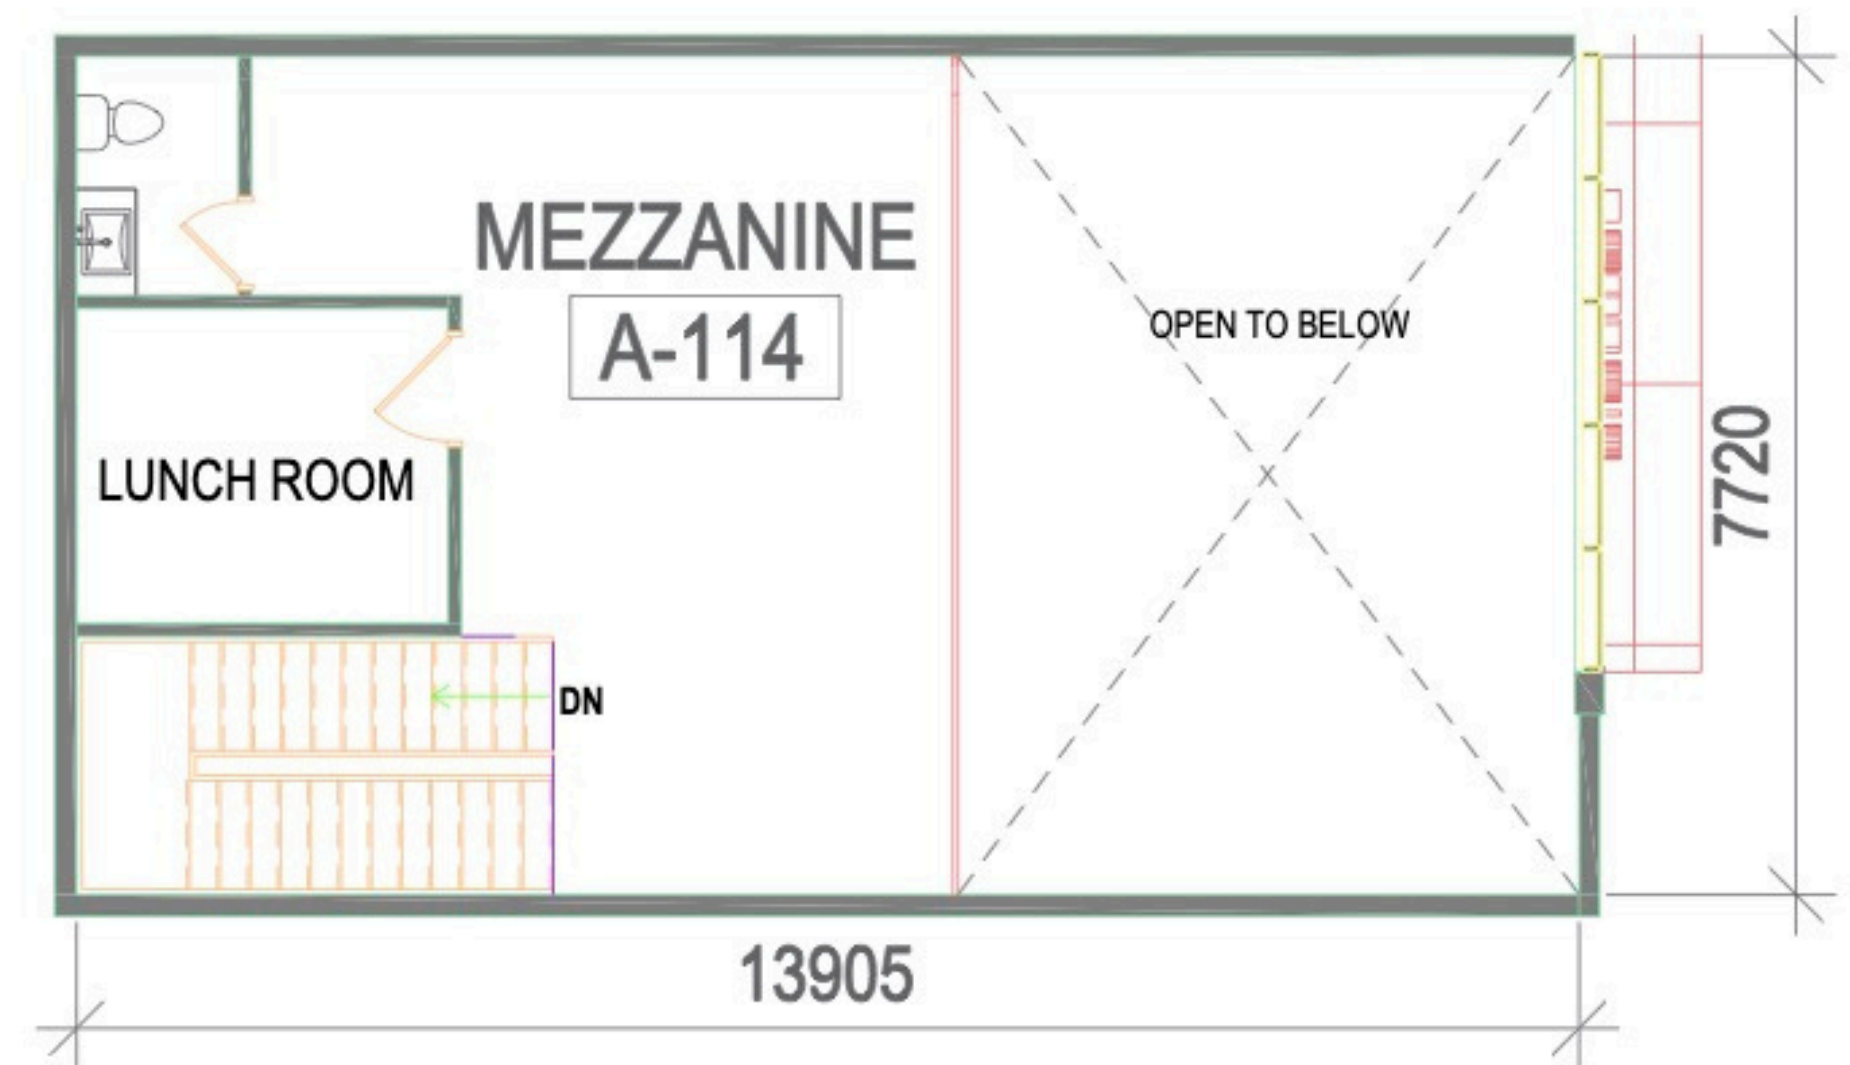 MEZZANINE
A-114
OPEN TO BELOW
LUNCH ROOM
7720
DN
13905